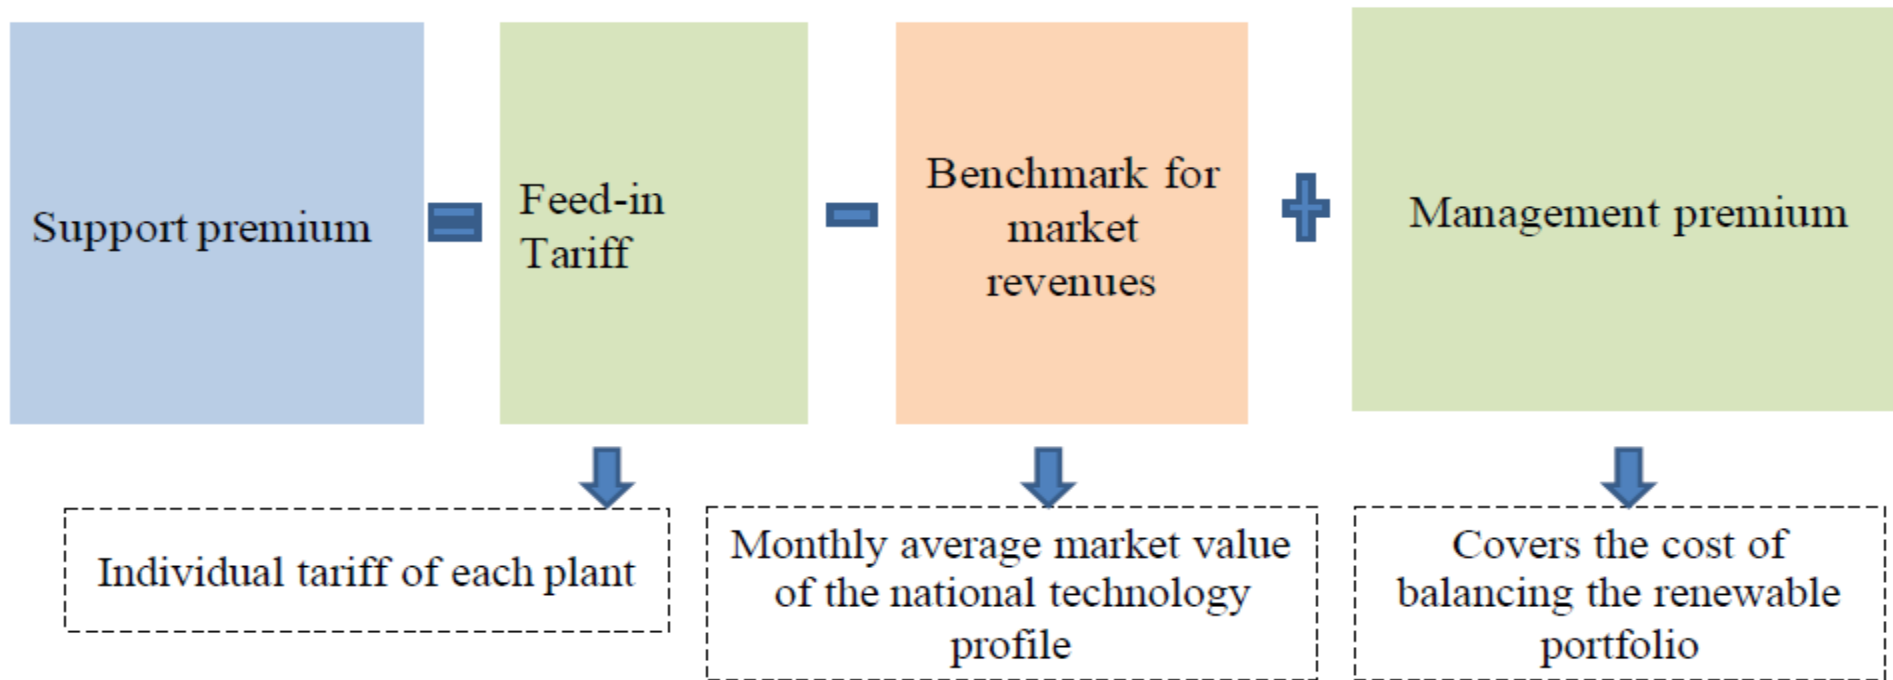 Support premium
Feed-in
Tariff
Benchmark for
market
revenues
Management premium
Individual tariff of each plant
Monthly average market value
of the national technology
profile
Covers the cost of
balancing the renewable
portfolio